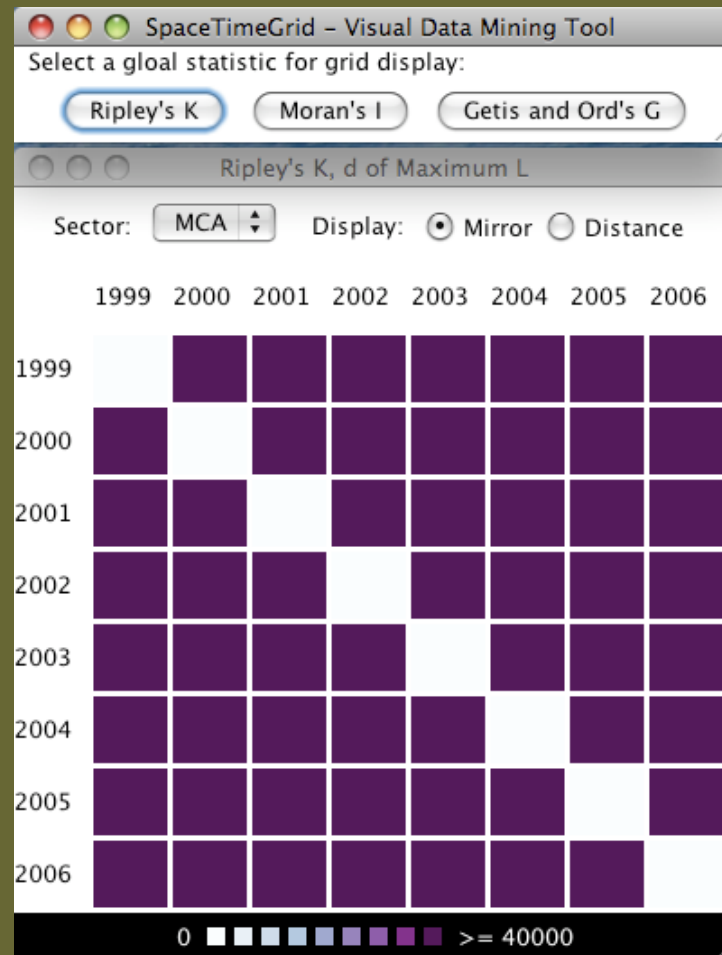 SpaceTimeGrid – Visual Data Mining Tool
Select a gloal statistic for grid display:
Ripley's K Moran's I Getis and Ord's G
Ripley's K, d of Maximum L
Sector: MCA Display: Mirror Distance
1999 2000 2001 2002 2003 2004 2005 2006
1999
2000
2001
2002
2003
2004
2005
2006
0 >= 40000